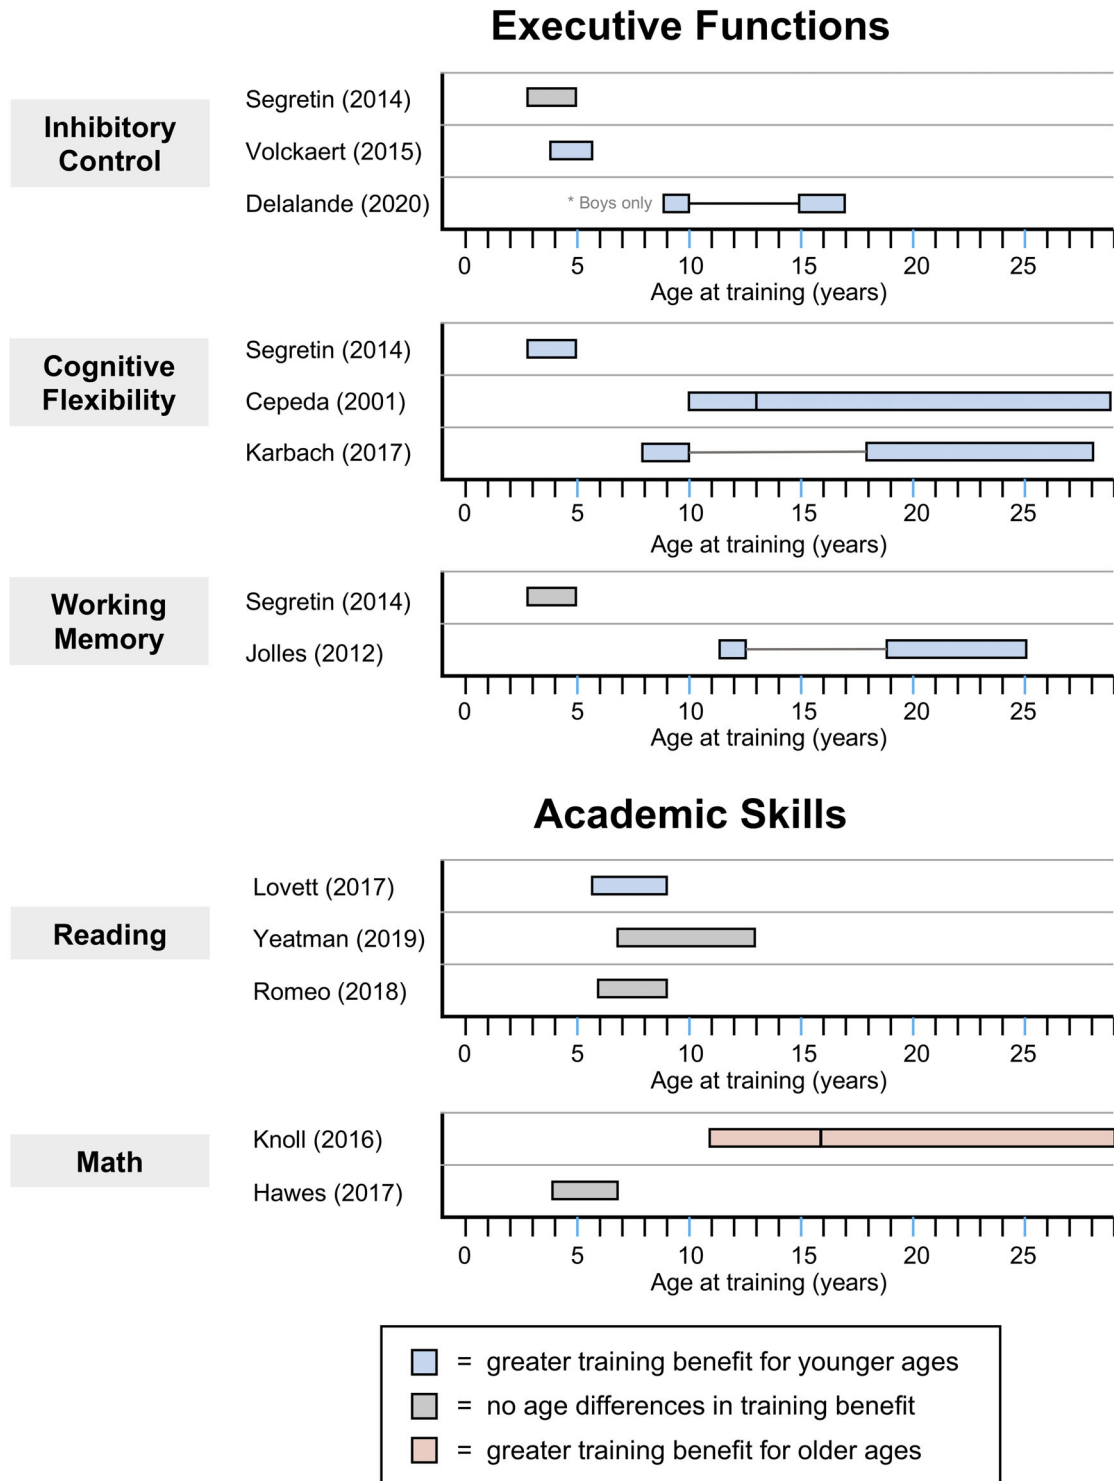 Executive Functions
Inhibitory
Control
Segretin (2014)
Volckaert (2015)
Delalande (2020)
* Boys only
0 5 10 15 20 25
Age at training (years)
Cognitive
Flexibility
Segretin (2014)
Cepeda (2001)
Karbach (2017)
0 5 10 15 20 25
Age at training (years)
Working
Memory
Segretin (2014)
Jolles (2012)
0 5 10 15 20 25
Age at training (years)
Academic Skills
Reading
Lovett (2017)
Yeatman (2019)
Romeo (2018)
0 5 10 15 20 25
Age at training (years)
Math
Knoll (2016)
Hawes (2017)
0 5 10 15 20 25
Age at training (years)
= greater training benefit for younger ages
= no age differences in training benefit
= greater training benefit for older ages